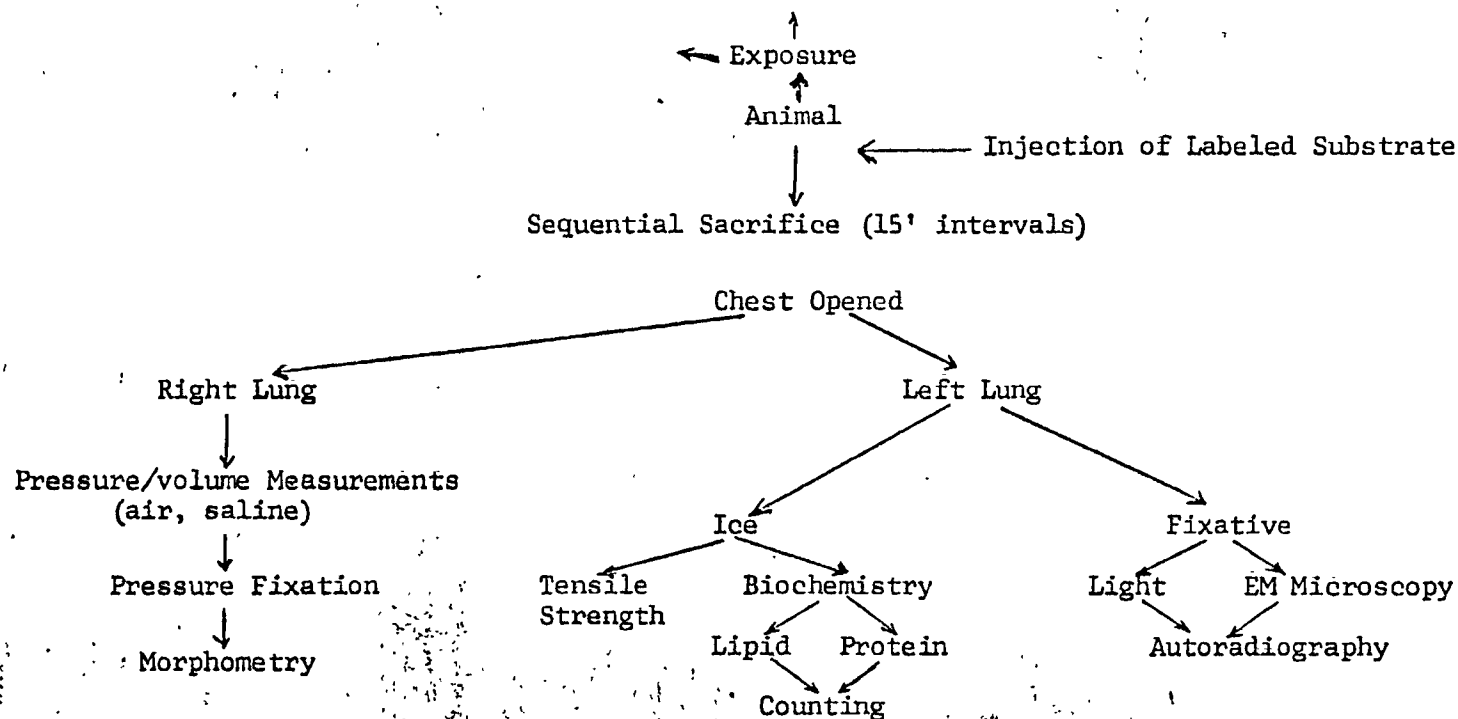 Exposure
Animal
Injection of Labeled Substrate
Sequential Sacrifice (15' intervals)
Chest Opened
Right Lung
Left Lung
Pressure/volume Measurements
(air, saline)
Ice
Fixative
Pressure Fixation
Tensile
Strength
Biochemistry
Light
EM Microscopy
Morphometry
Lipid
Protein
Autoradiography
Counting